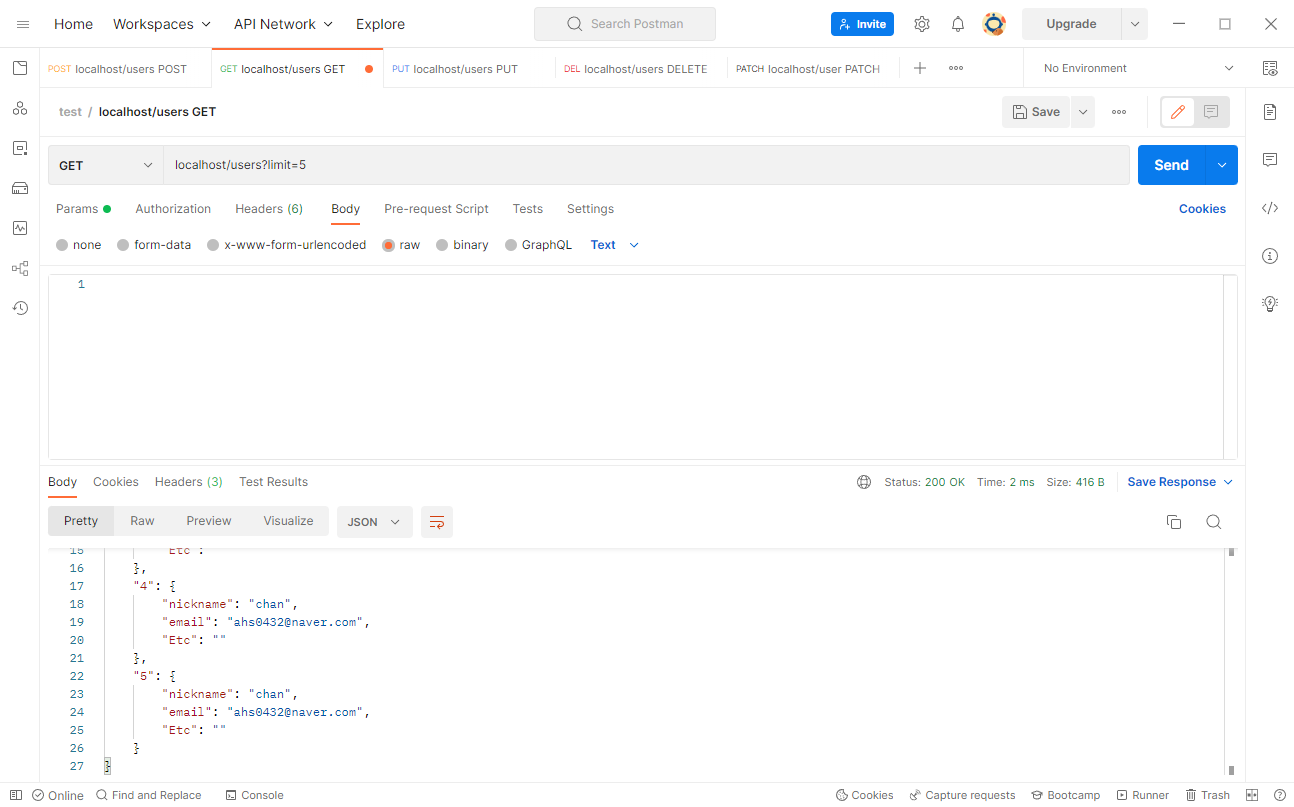 Home Workspaces API Network Explore Search Postman Invite Upgrade
POST localhost/users POST GET localhost/users GET PUT localhost/users PUT DEL localhost/users DELETE PATCH localhost/user PATCH No Environment
test / localhost/users GET Save
GET localhost/users?limit=5 Send
Params Authorization Headers (6) Body Pre-request Script Tests Settings Cookies
none form-data x-www-form-urlencoded raw binary GraphQL Text
1
Body Cookies Headers (3) Test Results Status: 200 OK Time: 2 ms Size: 416 B Save Response
Pretty Raw Preview Visualize JSON
15 "Etc": ""
16 },
17 "4": {
18 "nickname": "chan",
19 "email": "ahs0432@naver.com",
20 "Etc": ""
21 },
22 "5": {
23 "nickname": "chan",
24 "email": "ahs0432@naver.com",
25 "Etc": ""
26 }
27 }
Online Find and Replace Console Cookies Capture requests Bootcamp Runner Trash